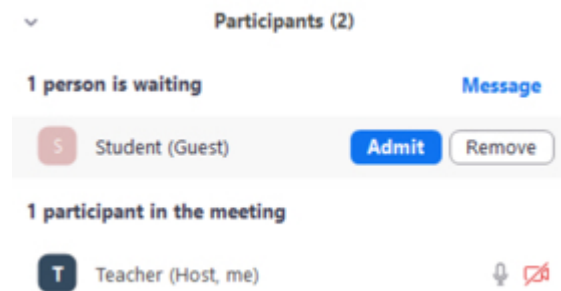 Participants (2)
1 person is waiting Message
S Student (Guest) Admit Remove
1 participant in the meeting
T Teacher (Host, me)